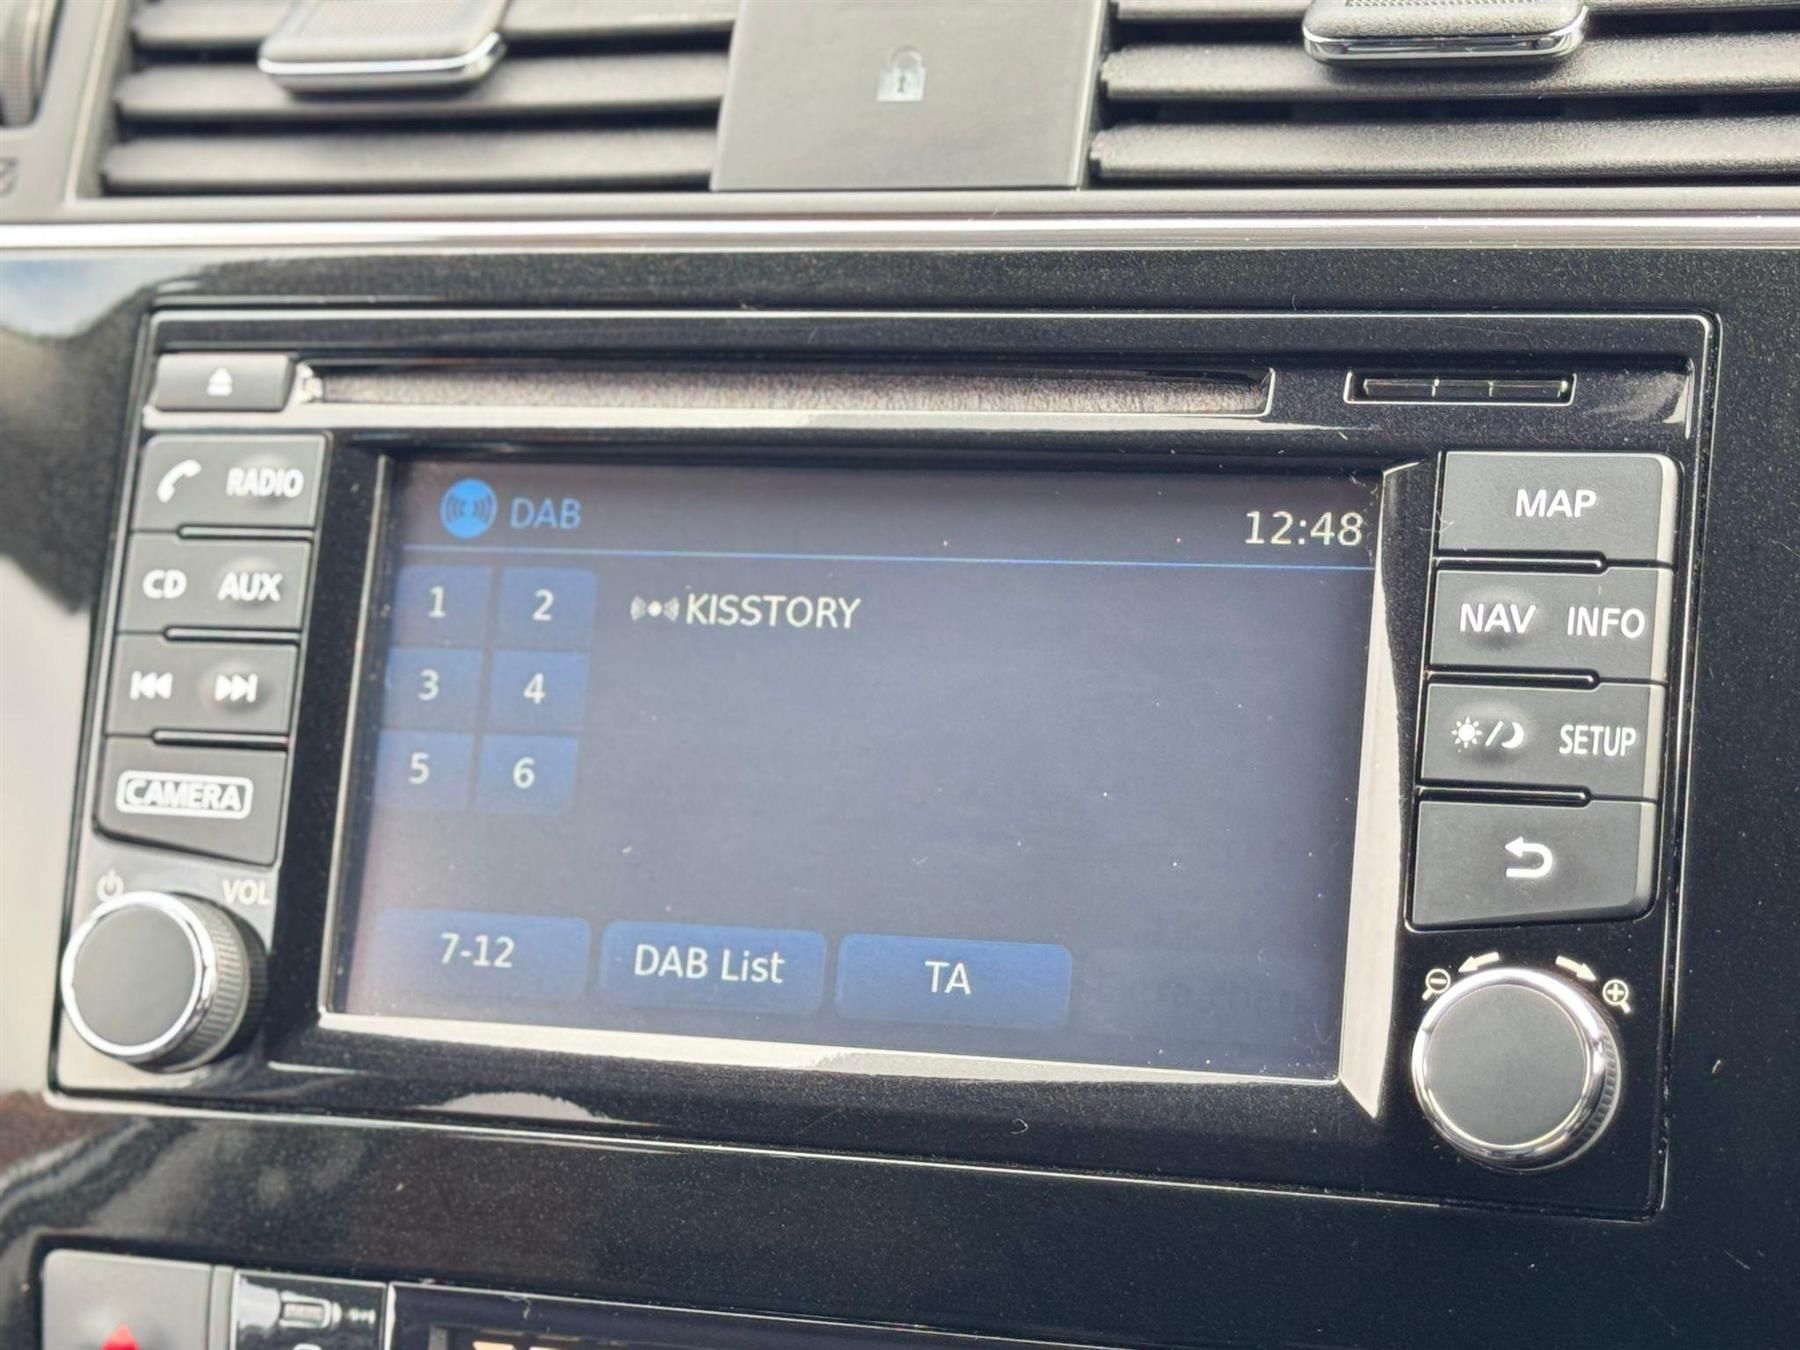 RADIO
CD AUX
CAMERA
VOL
DAB
12:48
1 2
KISSTORY
3 4
5 6
7-12 DAB List TA
MAP
NAV INFO
SETUP